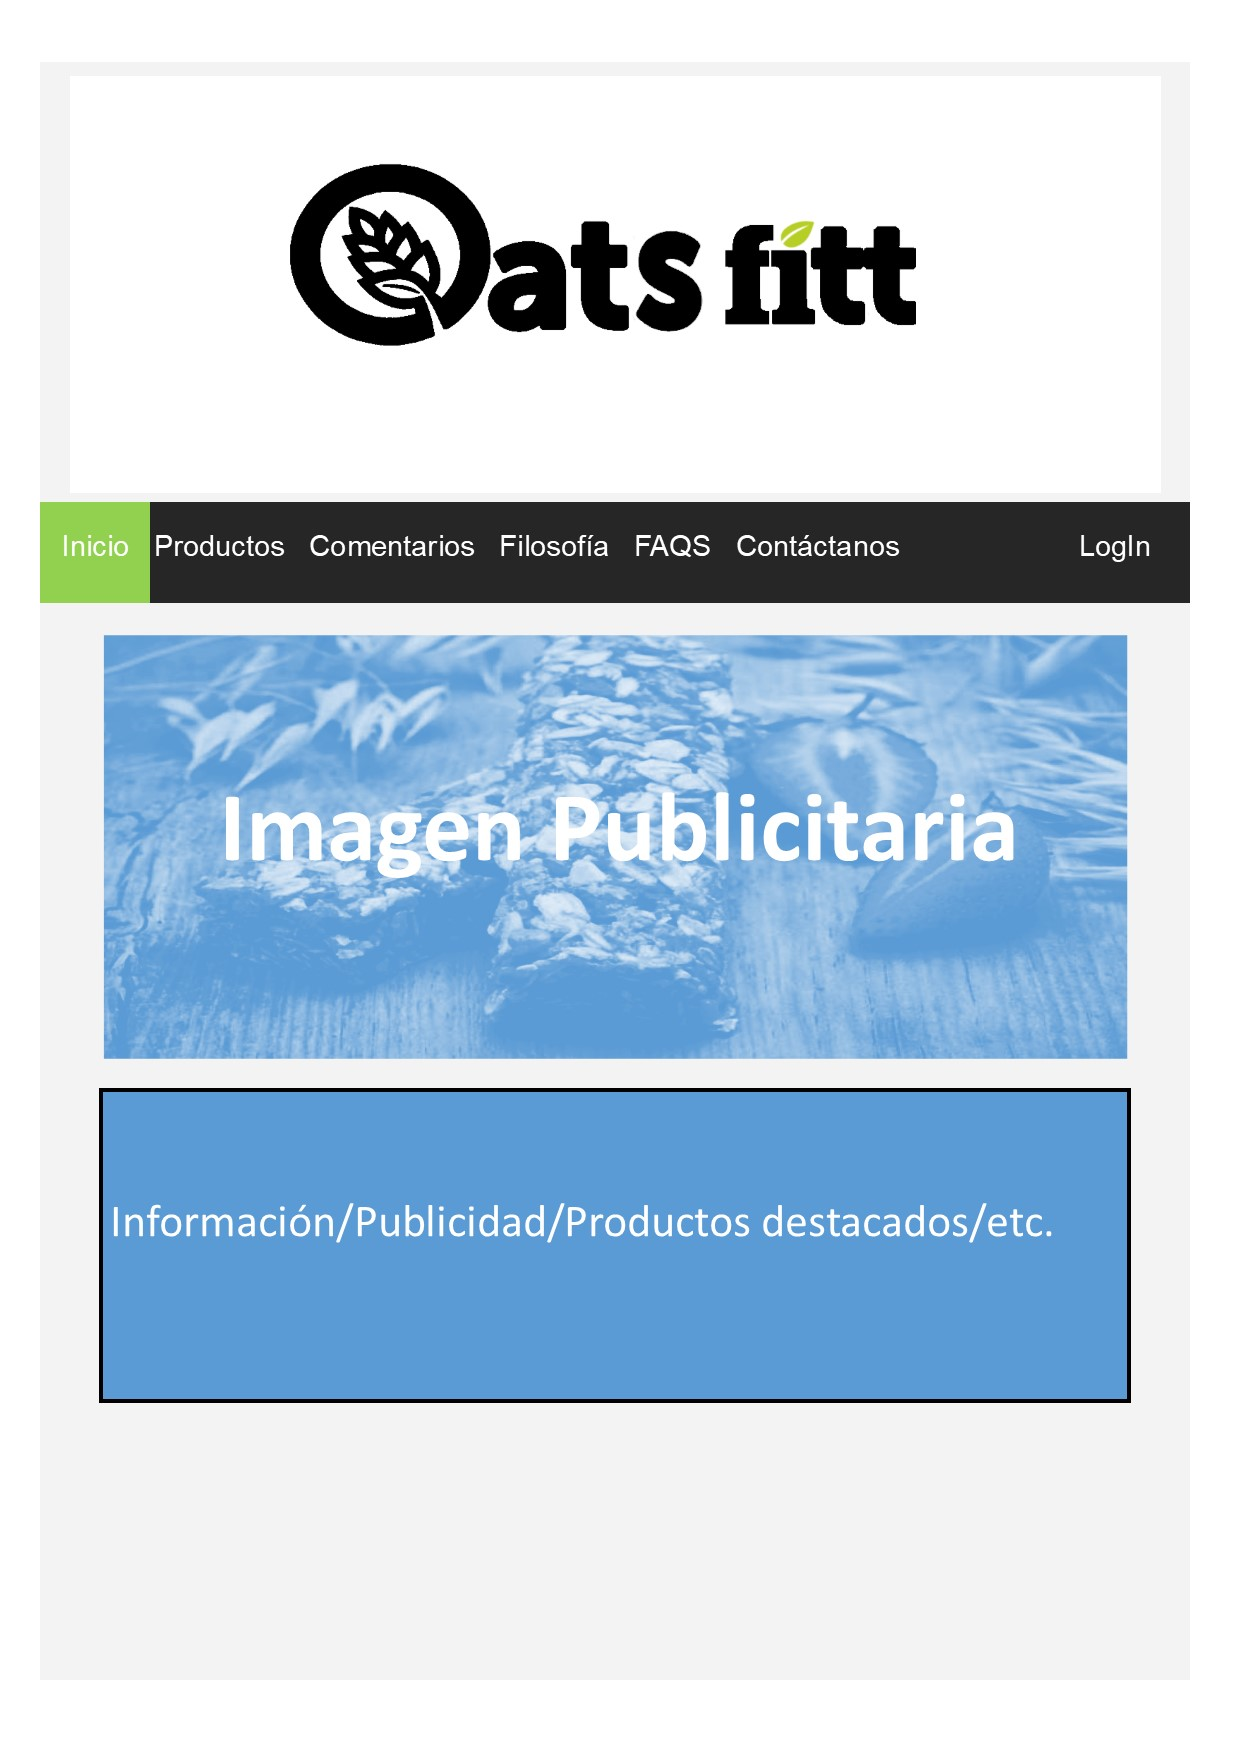 Oats fitt
Inicio Productos Comentarios Filosofía FAQS Contáctanos LogIn
Imagen Publicitaria
Información/Publicidad/Productos destacados/etc.